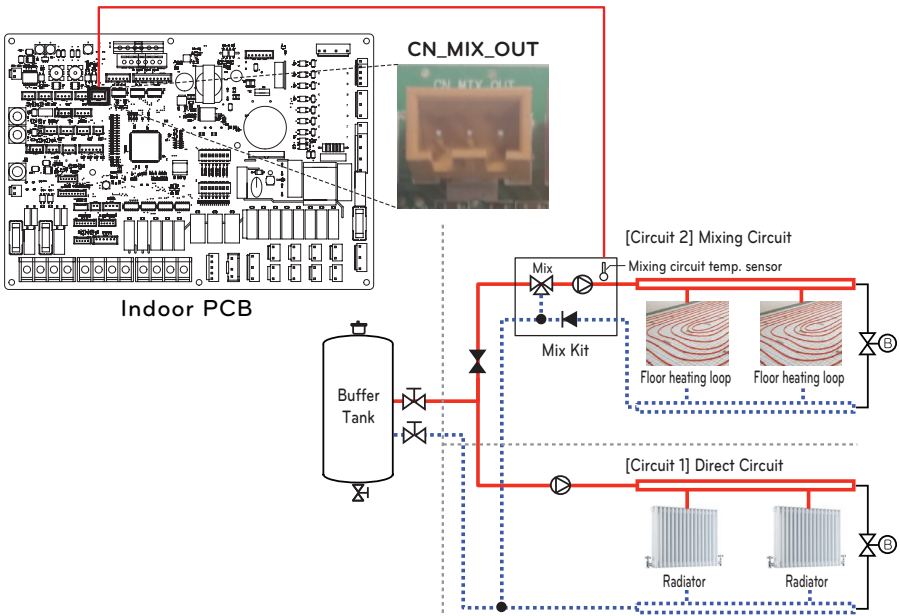 CN_MIX_OUT
CN_MIX_OUT
Indoor PCB
[Circuit 2] Mixing Circuit
Mixing circuit temp. sensor
Mix
Mix Kit
Floor heating loop
Floor heating loop
B
Buffer
Tank
[Circuit 1] Direct Circuit
B
Radiator
Radiator